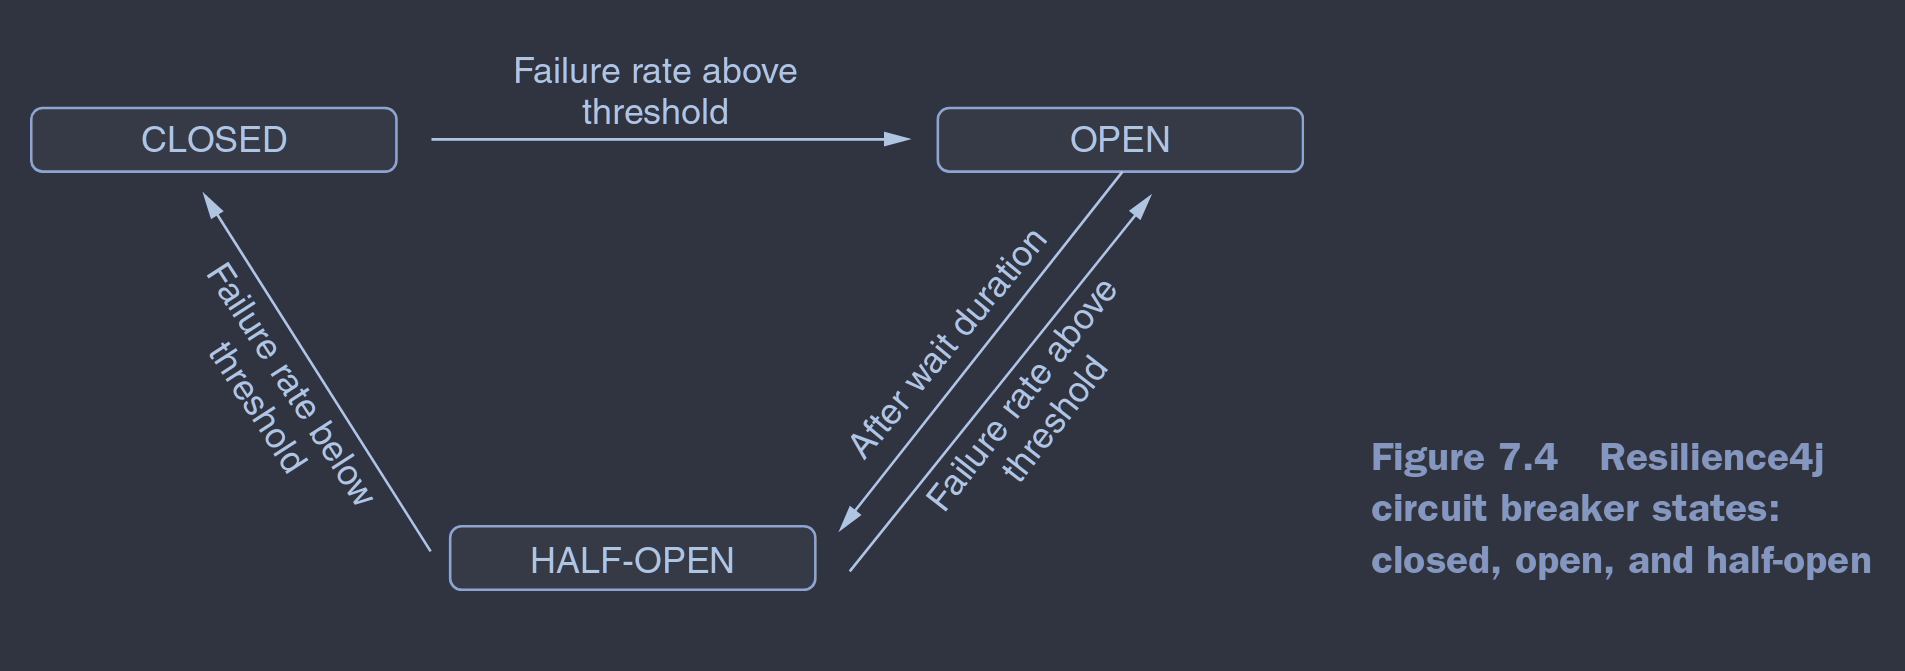 Failure rate above
threshold
CLOSED
OPEN
After wait duration
Failure rate above
threshold
Failure rate below
threshold
HALF-OPEN
Figure 7.4 Resilience4j
circuit breaker states:
closed, open, and half-open